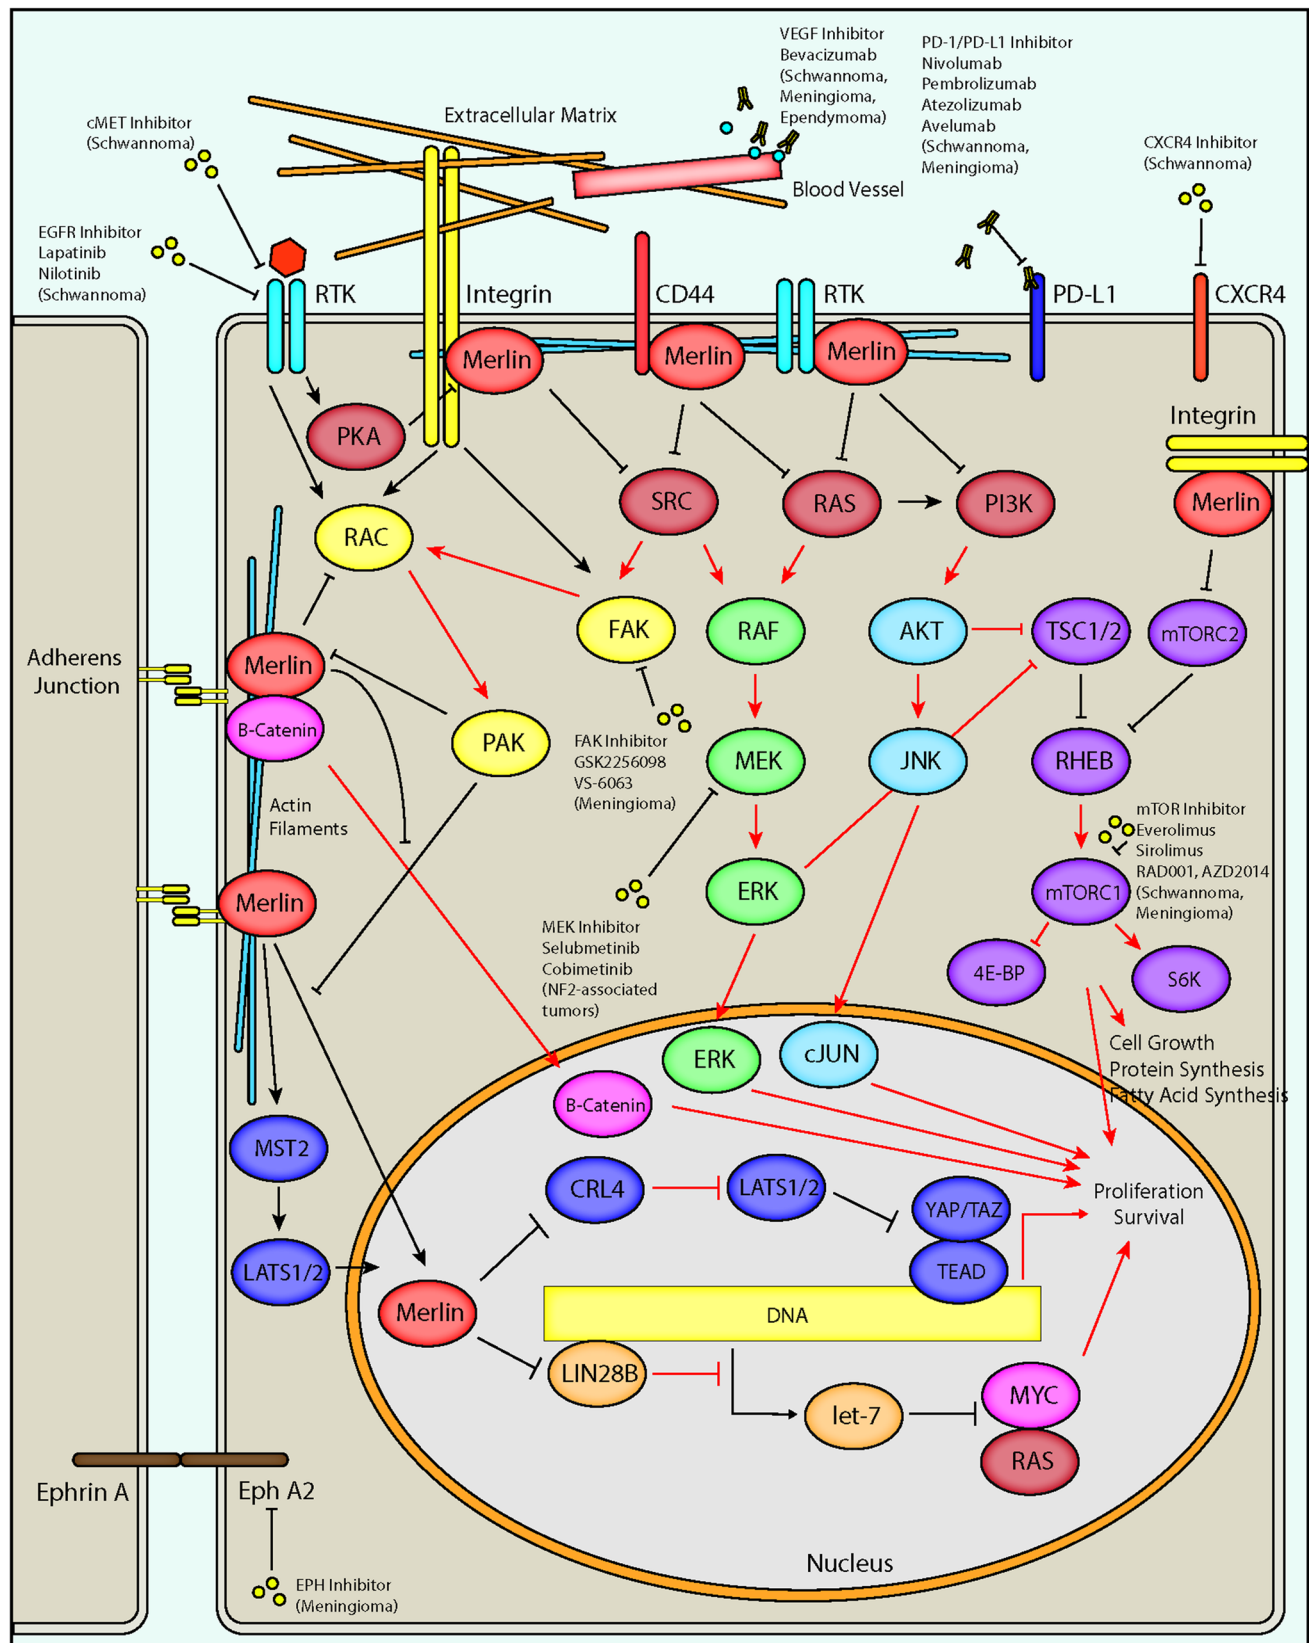 VEGF Inhibitor
Bevacizumab
(Schwannoma,
Meningioma,
Ependymoma)
PD-1/PD-L1 Inhibitor
Nivolumab
Pembrolizumab
Atezolizumab
Avelumab
(Schwannoma,
Meningioma)
Extracellular Matrix
cMET Inhibitor
(Schwannoma)
CXCR4 Inhibitor
(Schwannoma)
Blood Vessel
EGFR Inhibitor
Lapatinib
Nilotinib
(Schwannoma)
RTK
Integrin
CD44
RTK
PD-L1
CXCR4
Merlin
Merlin
Merlin
Integrin
PKA
SRC
RAS
PI3K
Merlin
RAC
FAK
RAF
AKT
TSC1/2
mTORC2
Adherens
Junction
Merlin
B-Catenin
PAK
FAK Inhibitor
GSK2256098
VS-6063
(Meningioma)
MEK
JNK
RHEB
Actin
Filaments
mTOR Inhibitor
Everolimus
Sirolimus
RAD001, AZD2014
(Schwannoma,
Meningioma)
Merlin
ERK
mTORC1
MEK Inhibitor
Selubmetinib
Cobimetinib
(NF2-associated
tumors)
4E-BP
S6K
Cell Growth
Protein Synthesis
Fatty Acid Synthesis
ERK
cJUN
B-Catenin
MST2
CRL4
LATS1/2
YAP/TAZ
Proliferation
Survival
LATS1/2
TEAD
Merlin
DNA
LIN28B
let-7
MYC
RAS
Ephrin A
Eph A2
Nucleus
EPH Inhibitor
(Meningioma)